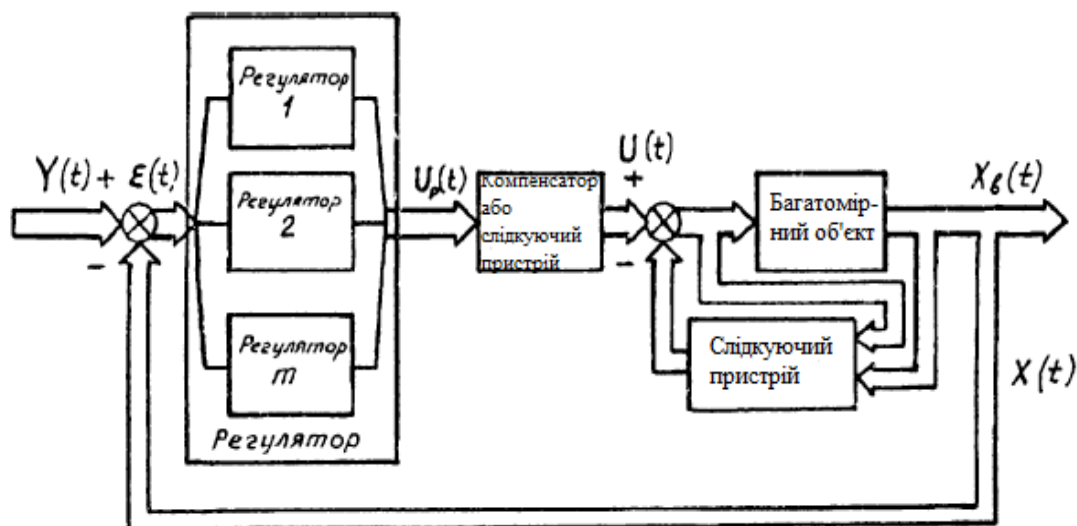 Регулятор
1
Y(t) + ε(t)
Регулятор
2
Uр(t)
Компенсатор
або
слідкуючий
пристрій
U(t)
+
Багатомір-
ний об'єкт
Xв(t)
-
-
Регулятор
m
Слідкуючий
пристрій
X(t)
Регулятор